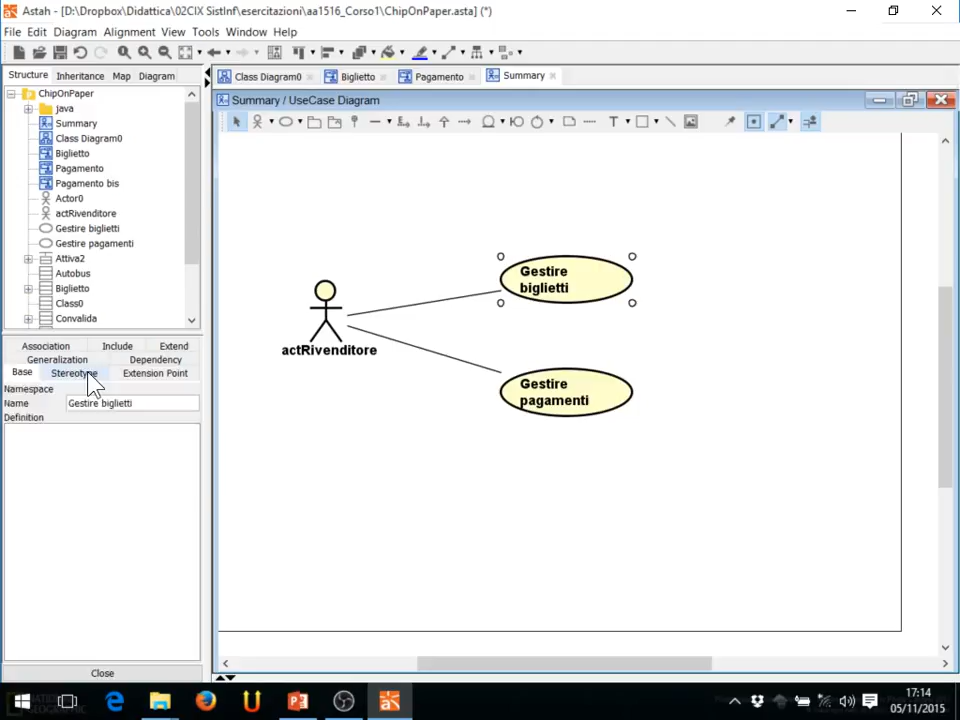 Astah - [D:\Dropbox\Didattica\02CIX SistInf\esercitazioni\aa1516_Corso1\ChipOnPaper.asta] (*)
File Edit Diagram Alignment View Tools Window Help
Structure Inheritance Map Diagram
Class Diagram0 Biglietto Pagamento Summary
Summary / UseCase Diagram
ChipOnPaper
java
Summary
Class Diagram0
Biglietto
Pagamento
Pagamento bis
Actor0
actRivenditore
Gestire biglietti
Gestire pagamenti
Attiva2
Autobus
Biglietto
Class0
Convalida
Association Include Extend
Generalization Dependency
Base Stereotype Extension Point
Namespace
Name Gestire biglietti
Definition
Close
Gestire
biglietti
actRivenditore
Gestire
pagamenti
17:14
05/11/2015